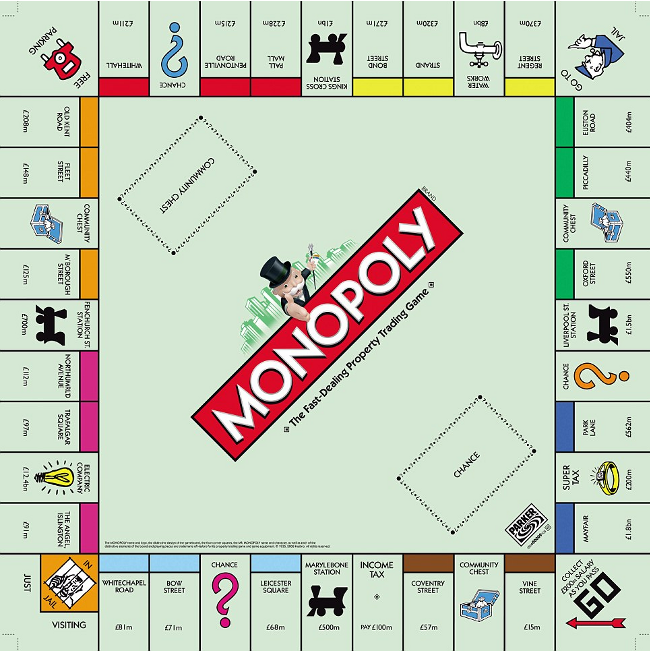 FREE
PARKING
WHITEHALL
£211m
CHANCE
PENTONVILLE
ROAD
£215m
PALL
MALL
£228m
KINGS CROSS
STATION
£1bn
BOND
STREET
£271m
STRAND
£320m
WATER
WORKS
£8bn
REGENT
STREET
£370m
GO TO
JAIL
OLD KENT
ROAD
£208m
FLEET
STREET
£148m
COMMUNITY
CHEST
STREET
£125m
FENCHURCH ST.
STATION
£700m
AVENUE
£112m
TRAFALGAR
SQUARE
£97m
ELECTRIC
COMPANY
£12.4bn
THE ANGEL,
ISLINGTON
£91m
COMMUNITY CHEST
MONOPOLY
BRAND
The Fast-Dealing Property Trading Game
CHANCE
PARKER
EUSTON
ROAD
£404m
PICCADILLY
£440m
COMMUNITY
CHEST
OXFORD
STREET
£550m
LIVERPOOL ST.
STATION
£1.5bn
CHANCE
PARK
LANE
£562m
SUPER
TAX
£200m
MAYFAIR
£1.8bn
JUST
VISITING
IN
JAIL
WHITECHAPEL
ROAD
£81m
BOW
STREET
£71m
CHANCE
LEICESTER
SQUARE
£68m
MARYLEBONE
STATION
£500m
INCOME
TAX
PAY £100m
COVENTRY
STREET
£57m
COMMUNITY
CHEST
VINE
STREET
£15m
COLLECT
£200m SALARY
AS YOU PASS
GO